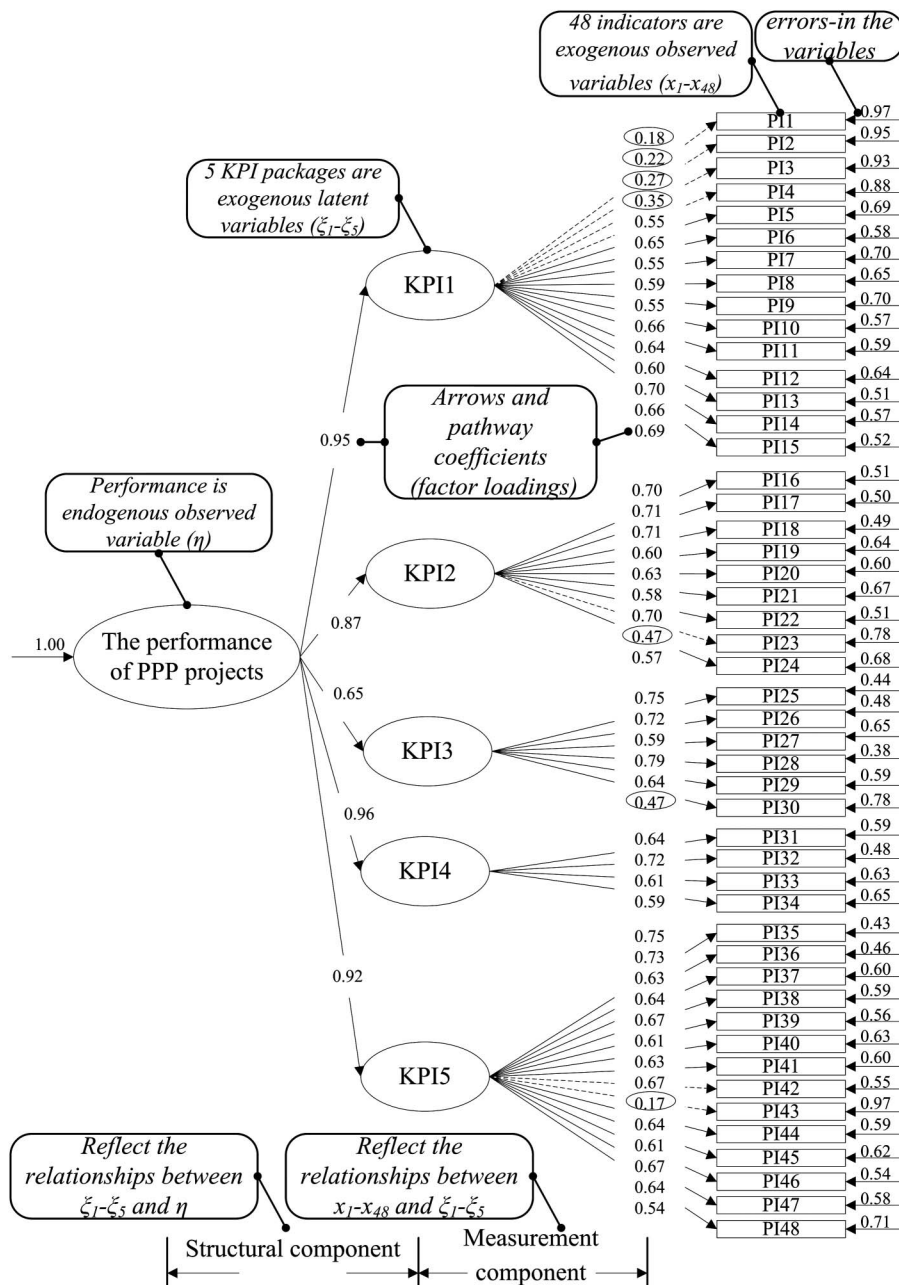 48 indicators are
exogenous observed
variables (x1-x48)
errors-in the
variables
5 KPI packages are
exogenous latent
variables (ξ1-ξ5)
Arrows and
pathway
coefficients
(factor loadings)
Performance is
endogenous observed
variable (η)
1.00
The performance
of PPP projects
0.95
0.87
0.65
0.96
0.92
KPI1
0.18
0.22
0.27
0.35
0.55
0.65
0.55
0.59
0.55
0.66
0.64
0.60
0.70
0.66
0.69
PI1 0.97
PI2 0.95
PI3 0.93
PI4 0.88
PI5 0.69
PI6 0.58
PI7 0.70
PI8 0.65
PI9 0.70
PI10 0.57
PI11 0.59
PI12 0.64
PI13 0.51
PI14 0.57
PI15 0.52
KPI2
0.70
0.71
0.71
0.60
0.63
0.58
0.70
0.47
0.57
PI16 0.51
PI17 0.50
PI18 0.49
PI19 0.64
PI20 0.60
PI21 0.67
PI22 0.51
PI23 0.78
PI24 0.68
KPI3
0.75
0.72
0.59
0.79
0.64
0.47
PI25 0.44
PI26 0.48
PI27 0.65
PI28 0.38
PI29 0.59
PI30 0.78
KPI4
0.64
0.72
0.61
0.59
PI31 0.59
PI32 0.48
PI33 0.63
PI34 0.65
KPI5
0.75
0.73
0.63
0.64
0.67
0.61
0.63
0.67
0.17
0.64
0.61
0.67
0.64
0.54
PI35 0.43
PI36 0.46
PI37 0.60
PI38 0.59
PI39 0.56
PI40 0.63
PI41 0.60
PI42 0.55
PI43 0.97
PI44 0.59
PI45 0.62
PI46 0.54
PI47 0.58
PI48 0.71
Reflect the
relationships between
ξ1-ξ5 and η
Reflect the
relationships between
x1-x48 and ξ1-ξ5
Structural component
Measurement
component